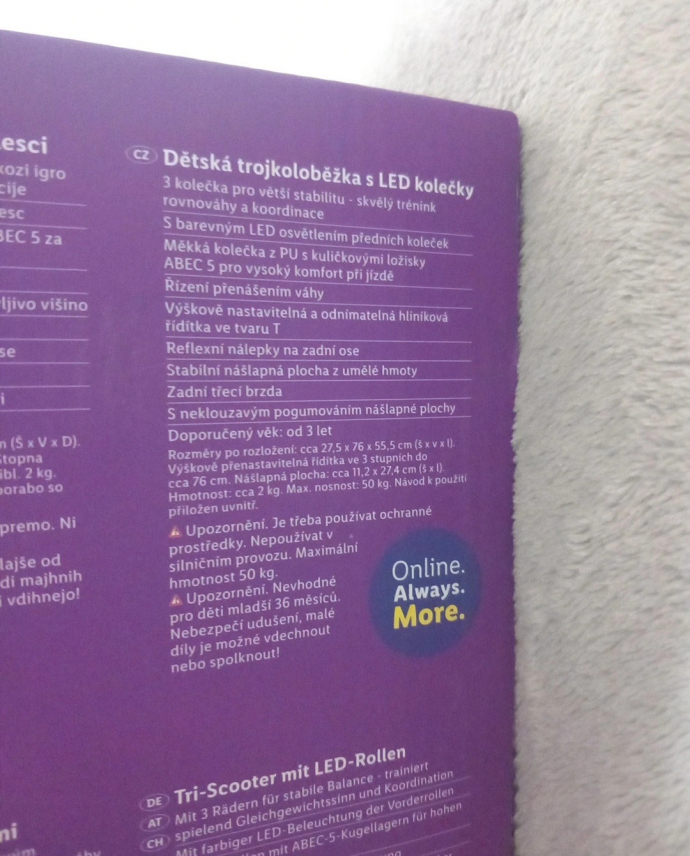 esci
kozi igro
cije
esc
BEC 5 za
ljivo višino
se
i
m (Š x V x D).
stopna
ibl. 2 kg.
porabo so
premo. Ni
lajše od
di majhnih
vdihnejo!
CZ Dětská trojkoloběžka s LED kolečky
3 kolečka pro větší stabilitu - skvělý trénink
rovnováhy a koordinace
S barevným LED osvětlením předních koleček
Měkká kolečka z PU s kuličkovými ložisky
ABEC 5 pro vysoký komfort při jízdě
Řízení přenášením váhy
Výškově nastavitelná a odnímatelná hliníková
řídítka ve tvaru T
Reflexní nálepky na zadní ose
Stabilní nášlapná plocha z umělé hmoty
Zadní třecí brzda
S neklouzavým pogumováním nášlapné plochy
Doporučený věk: od 3 let
Rozměry po rozložení: cca 27,5 x 76 x 55,5 cm (š x v x l).
Výškově přenastavitelná řídítka ve 3 stupních do
cca 76 cm. Nášlapná plocha: cca 11,2 x 27,4 cm (š x l).
Hmotnost: cca 2 kg. Max. nosnost: 50 kg. Návod k použití
přiložen uvnitř.
Upozornění. Je třeba používat ochranné
prostředky. Nepoužívat v
silničním provozu. Maximální
hmotnost 50 kg.
Upozornění. Nevhodné
pro děti mladší 36 měsíců.
Nebezpečí udušení, malé
díly je možné vdechnout
nebo spolknout!
Online.
Always.
More.
mi
DE Tri-Scooter mit LED-Rollen
AT Mit 3 Rädern für stabile Balance - trainiert
CH spielend Gleichgewichtssinn und Koordination
Mit farbiger LED-Beleuchtung der Vorderrollen
mit ABEC-5-Kugellagern für hohen